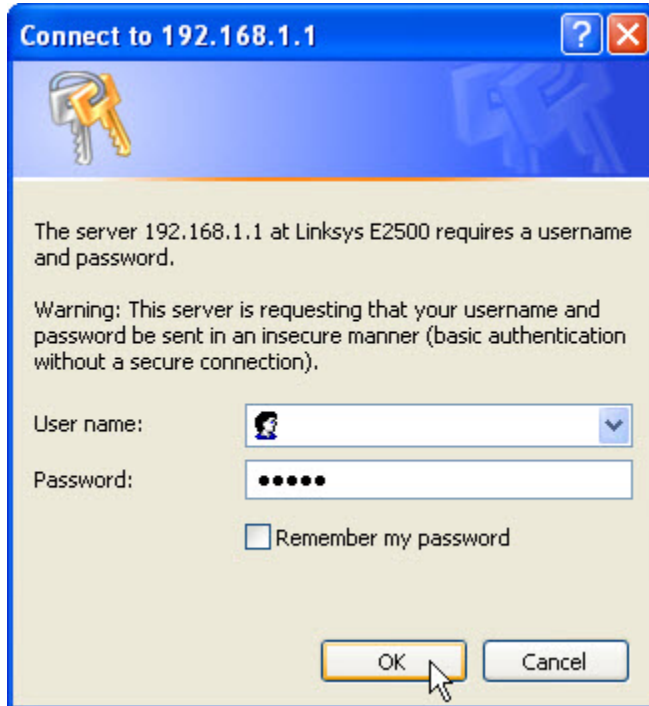 Connect to 192.168.1.1
The server 192.168.1.1 at Linksys E2500 requires a username
and password.
Warning: This server is requesting that your username and
password be sent in an insecure manner (basic authentication
without a secure connection).
User name:
Password:
●●●●●
Remember my password
OK
Cancel